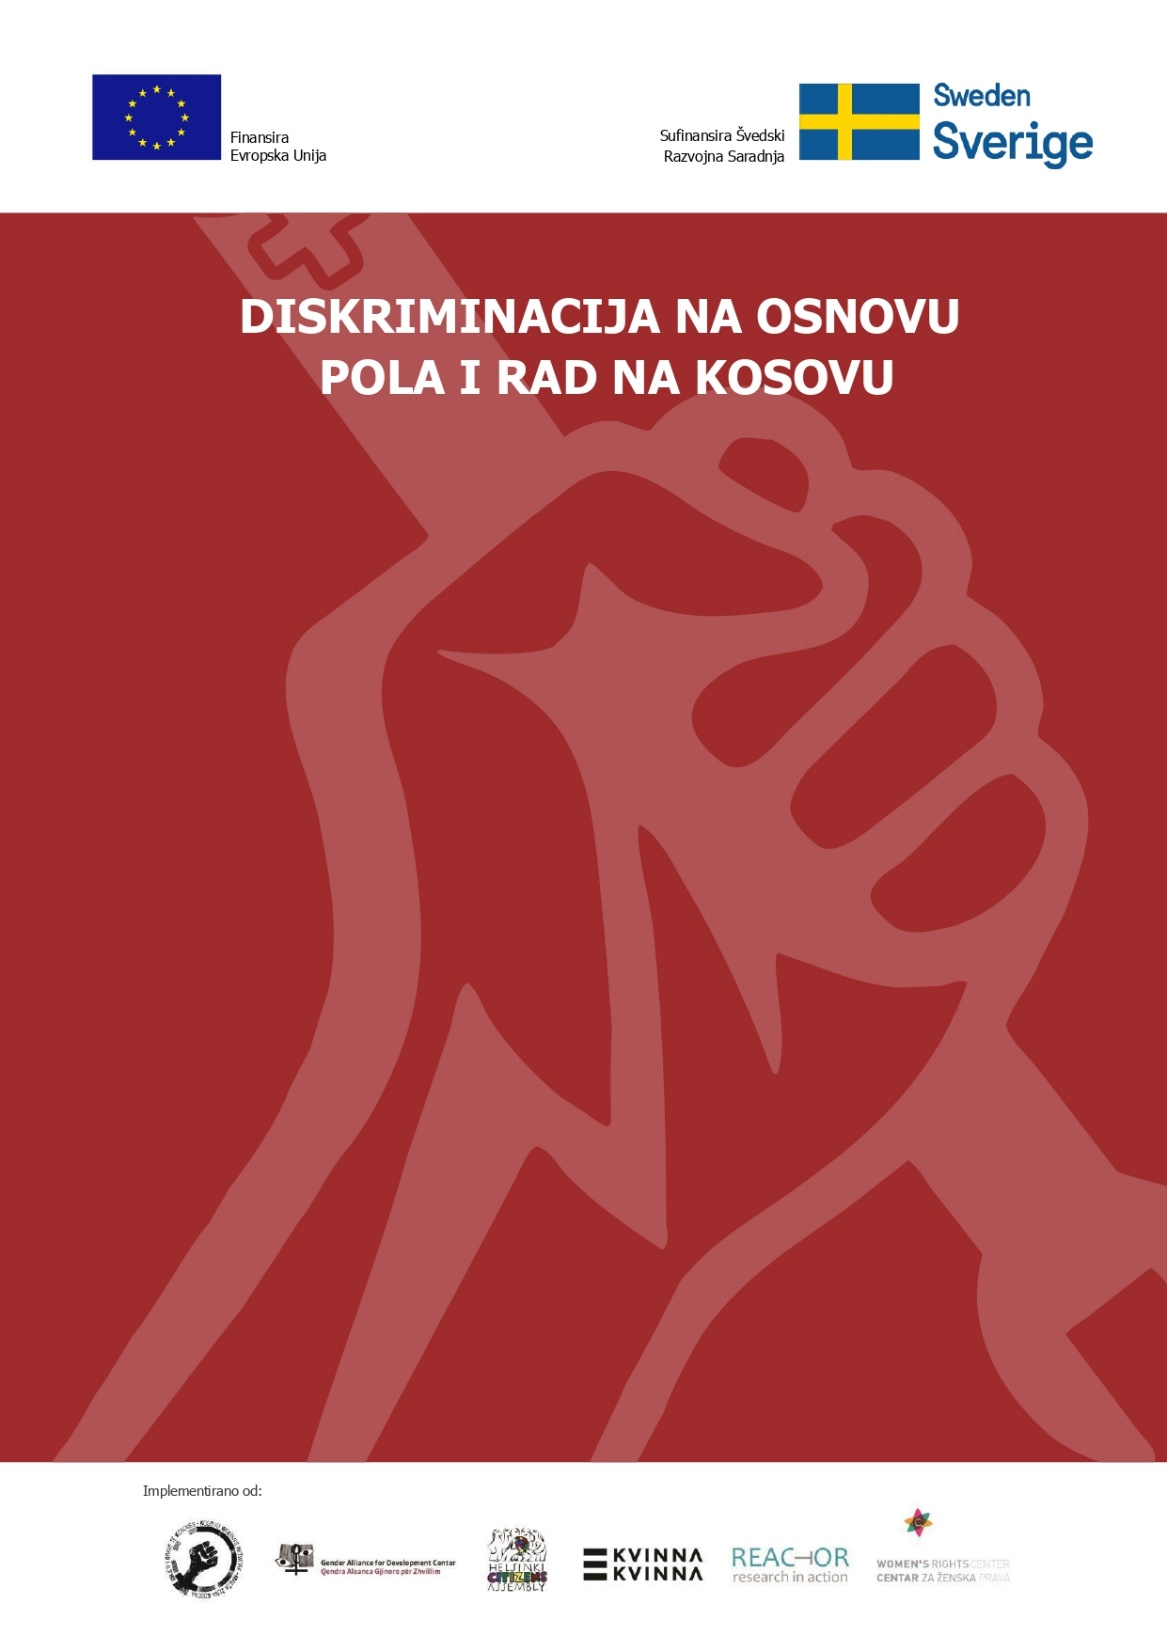 Finansira
Evropska Unija
Sufinansira Švedski
Razvojna Saradnja
Sweden
Sverige
DISKRIMINACIJA NA OSNOVU
POLA I RAD NA KOSOVU
Implementirano od:
Gender Alliance for Development Center
Qendra Aleanca Gjinore për Zhvillim
HELSINKI
CITIZENS
ASSEMBLY
KVINNA
KVINNA
REACTOR
research in action
WOMEN'S RIGHTS CENTER
CENTAR ZA ŽENSKA PRAVA